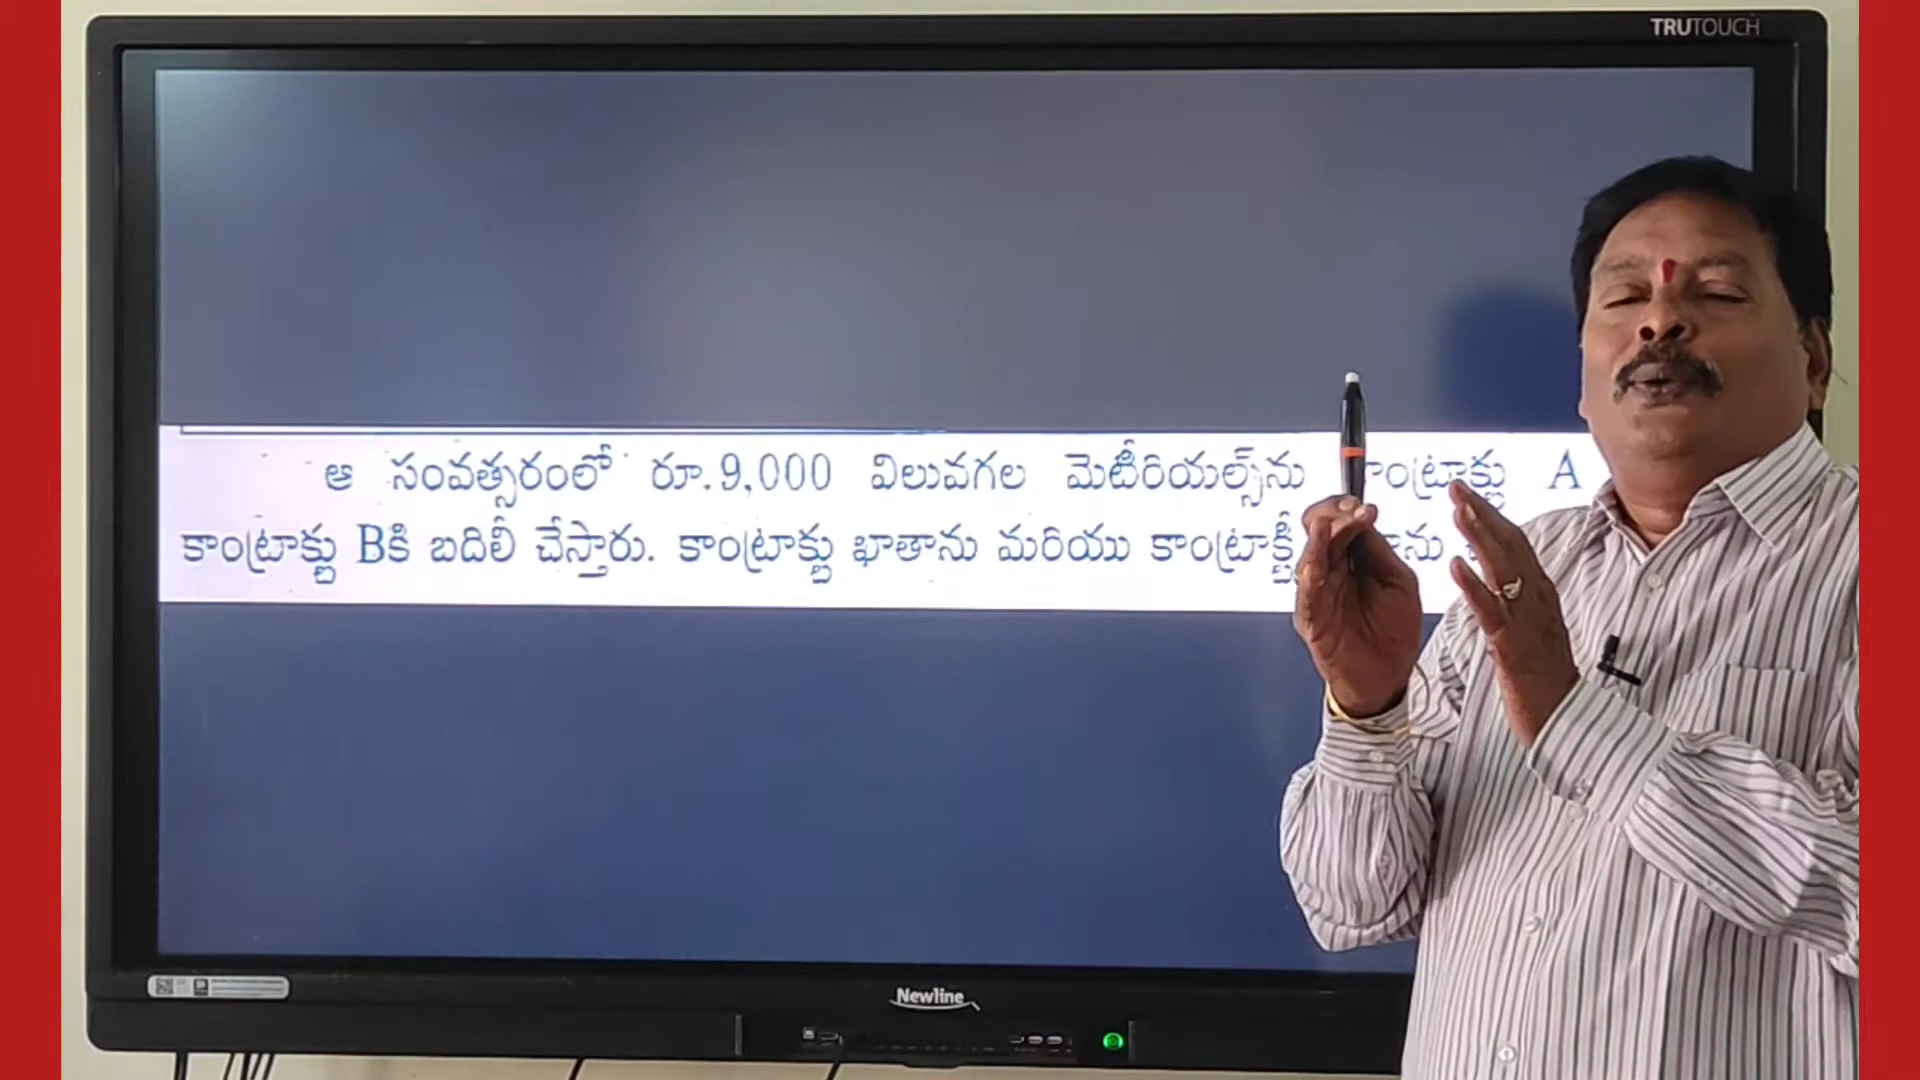 TRUTOUCH
ఆ సంవత్సరంలో రూ.9,000 విలువగల మెటీరియల్స్‌ను A
కాంట్రాక్టు Bకి బదిలీ చేస్తారు. కాంట్రాక్టు ఖాతాను మరియు
Newline